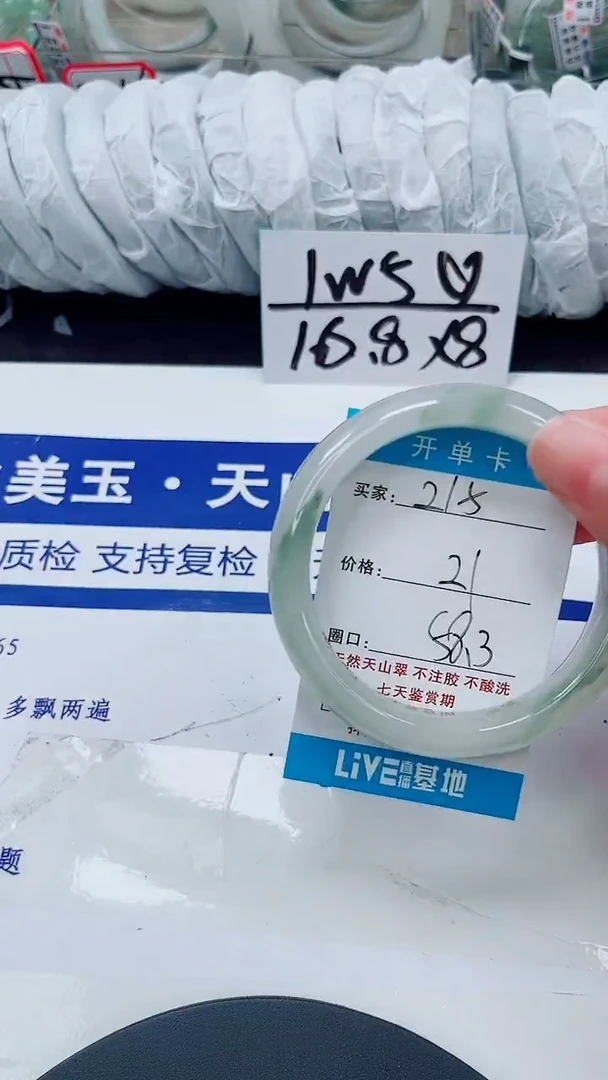 1w5♡
16.8x8
美玉·天山
质检 支持复检
65
多飘两遍
题
开单卡
买家: 215
价格: 21
圈口: 58.3
天然天山翠 不注胶 不酸洗
七天鉴赏期
LiVE直播基地